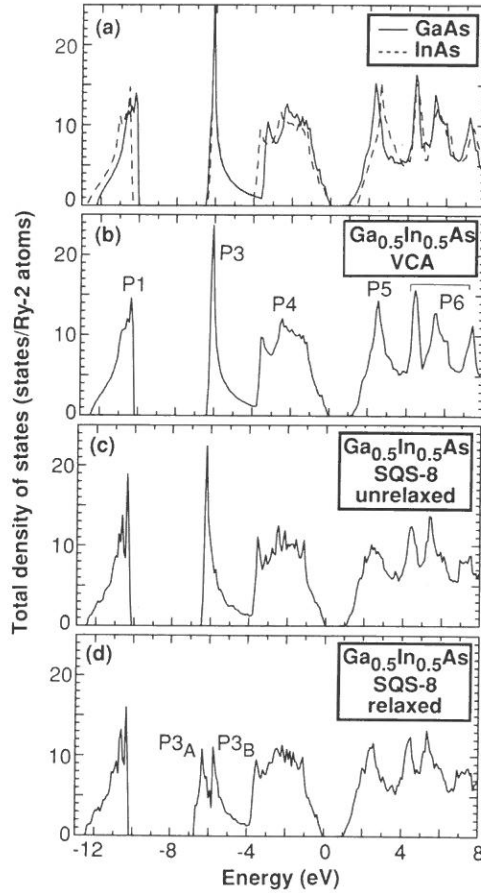 Total density of states (states/Ry-2 atoms)
(a)
GaAs
InAs
20
10
0
(b)
Ga0.5In0.5As
VCA
P1
P3
P4
P5
P6
20
10
0
(c)
Ga0.5In0.5As
SQS-8
unrelaxed
20
10
0
(d)
Ga0.5In0.5As
SQS-8
relaxed
P3A
P3B
20
10
0
-12 -8 -4 0 4 8
Energy (eV)